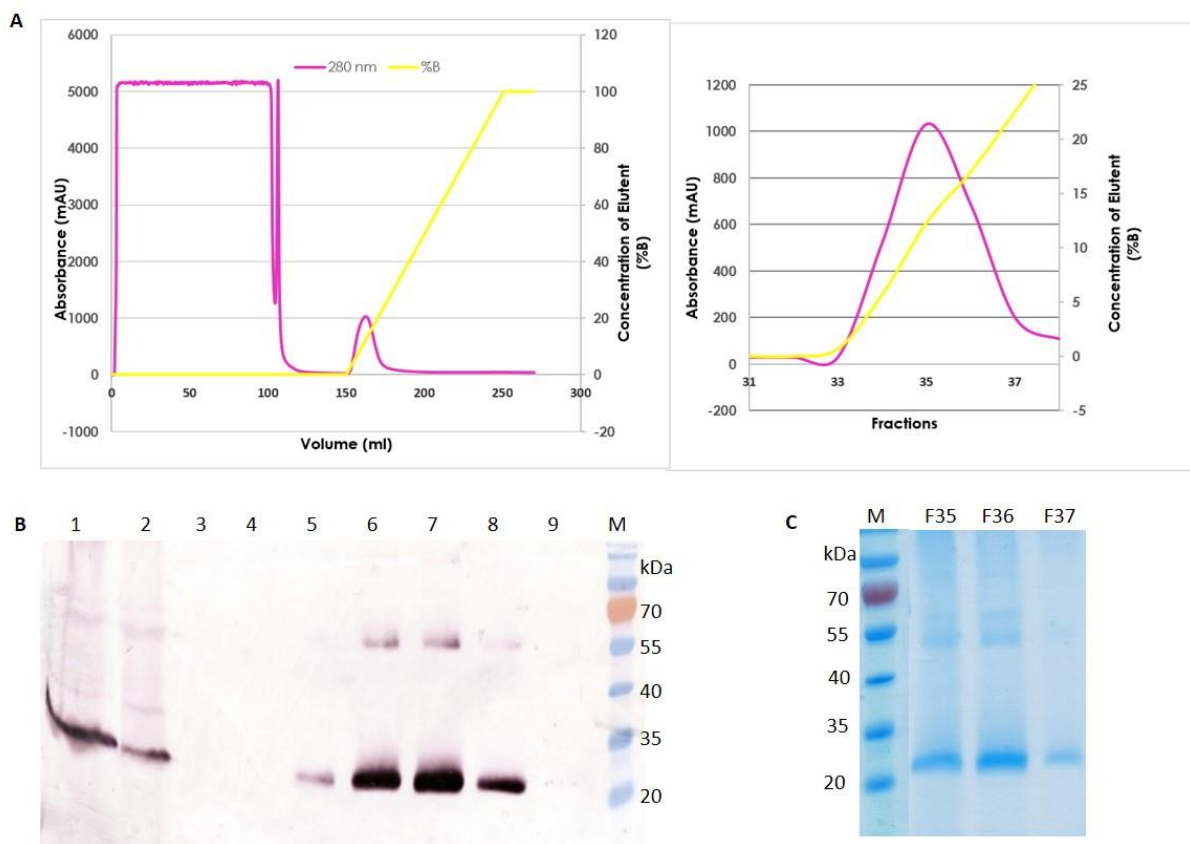 A
6000
5000
4000
3000
2000
1000
0
-1000
Absorbance (mAU)
280 nm %B
120
100
80
60
40
20
0
-20
Concentration of Elutent
(%B)
0 50 100 150 200 250 300
Volume (ml)
1200
1000
800
600
400
200
0
-200
Absorbance (mAU)
25
20
15
10
5
0
-5
Concentration of Elutent
(%B)
31 33 35 37
Fractions
B 1 2 3 4 5 6 7 8 9 M
kDa
70
55
40
35
20
C M F35 F36 F37
kDa
70
55
40
35
20